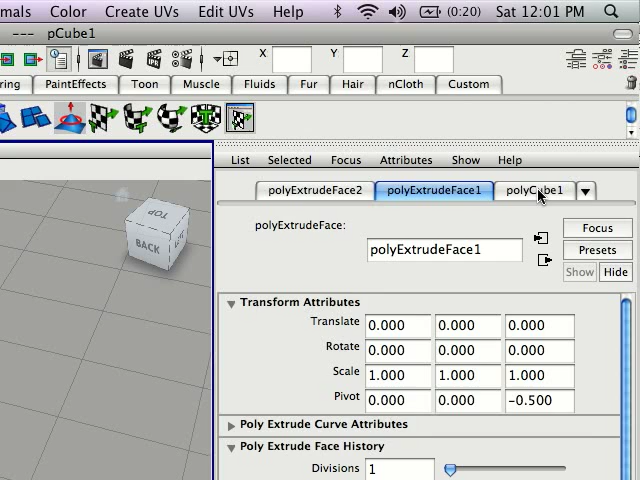 mals Color Create UVs Edit UVs Help (0:20) Sat 12:01 PM
--- pCube1
IPR X Y Z
ring PaintEffects Toon Muscle Fluids Fur Hair nCloth Custom
List Selected Focus Attributes Show Help
polyExtrudeFace2 polyExtrudeFace1 polyCube1
TOP
BACK
polyExtrudeFace: polyExtrudeFace1 Focus
Presets
Show Hide
Transform Attributes
Translate 0.000 0.000 0.000
Rotate 0.000 0.000 0.000
Scale 1.000 1.000 1.000
Pivot 0.000 0.000 -0.500
Poly Extrude Curve Attributes
Poly Extrude Face History
Divisions 1